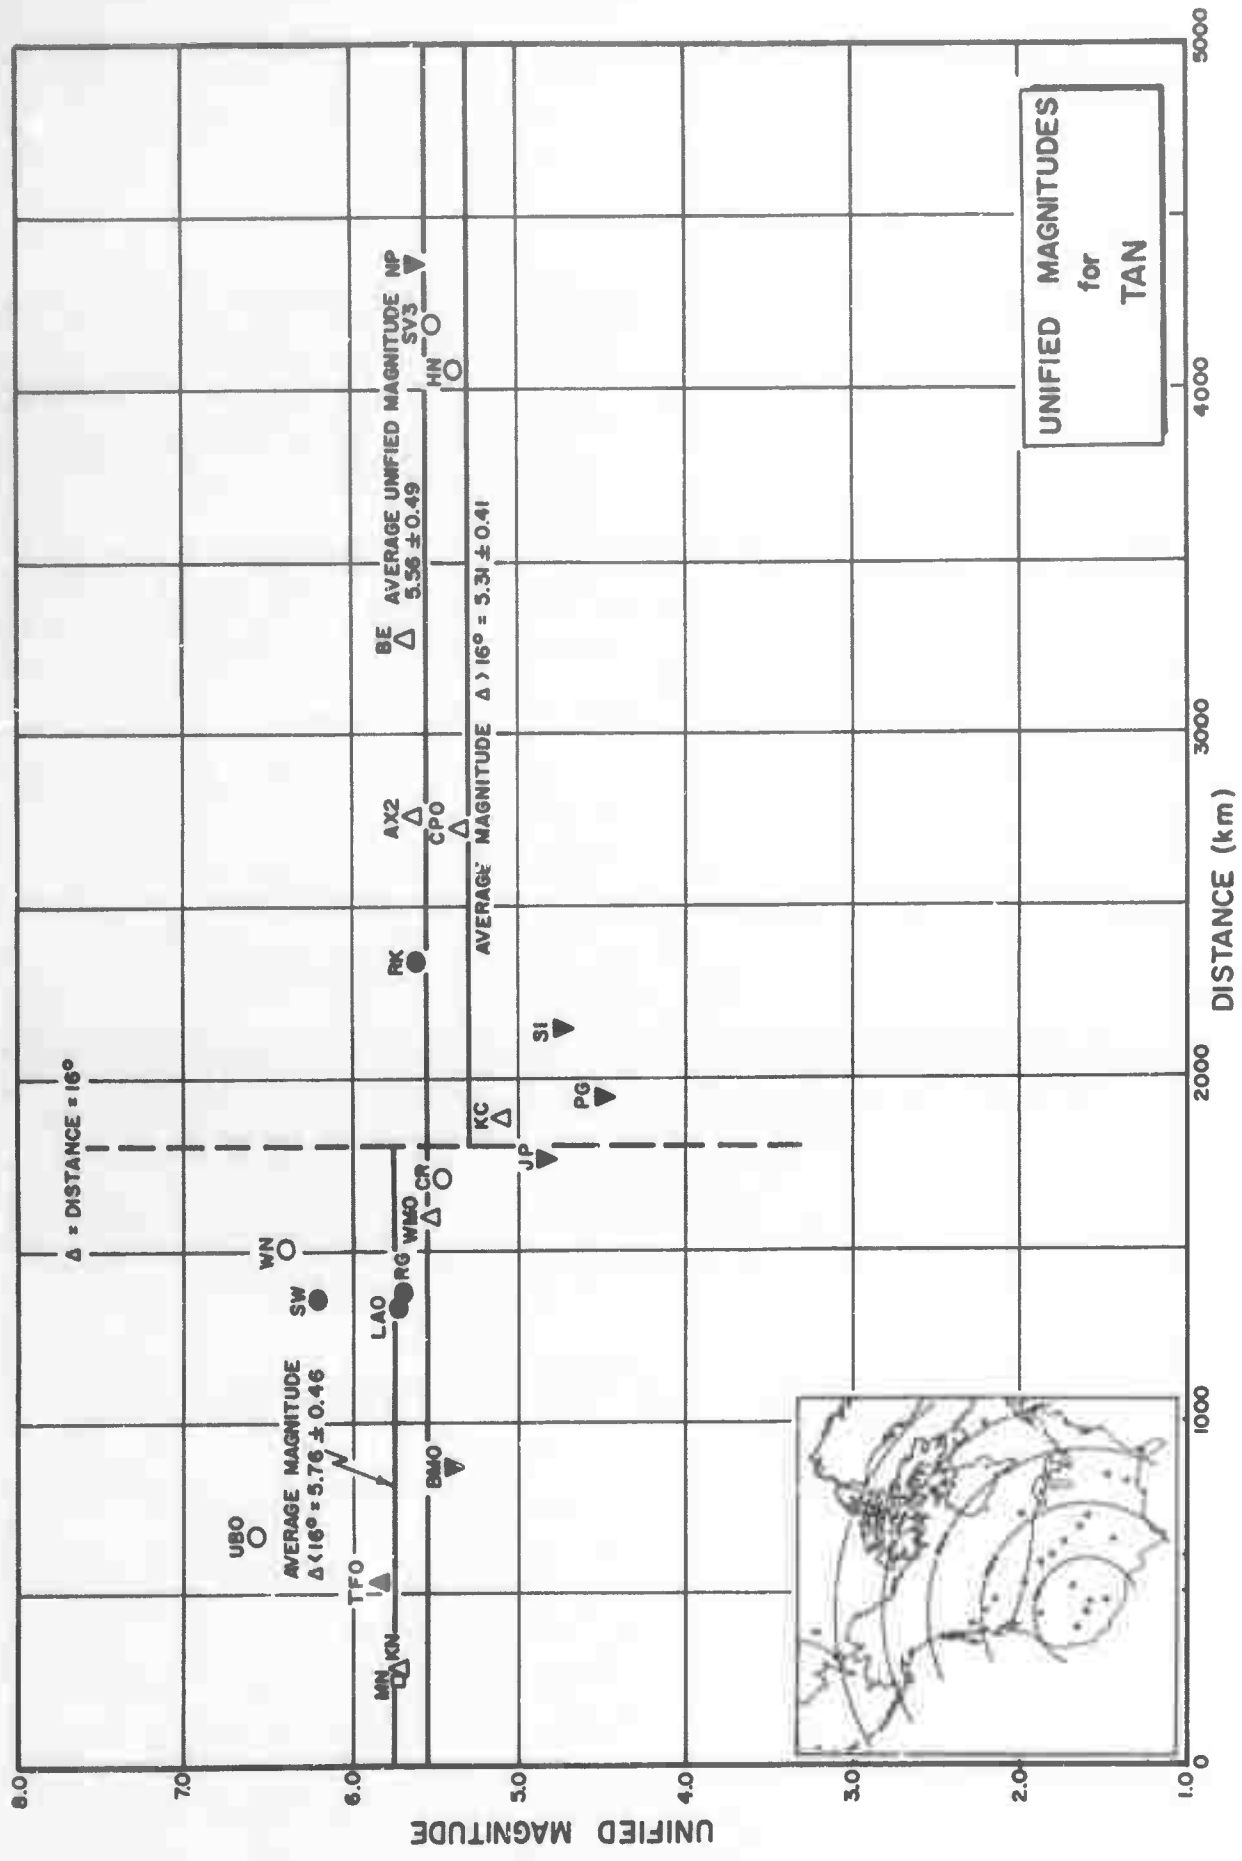 Δ = DISTANCE = 16°
UBO
WN
SW
AVERAGE MAGNITUDE
Δ<16° = 5.76 ± 0.46
TFO
MN
KN
LAO
RG
WMO
CR
BMO
JP
KC
PG
SI
RK
AX2
CPO
BE
AVERAGE UNIFIED MAGNITUDE
5.56 ± 0.49
HN
SV3
NP
AVERAGE MAGNITUDE Δ>16° = 5.31 ± 0.41
UNIFIED MAGNITUDES
for
TAN
UNIFIED MAGNITUDE
8.0
7.0
6.0
5.0
4.0
3.0
2.0
1.0
0
1000
2000
3000
4000
5000
DISTANCE (km)